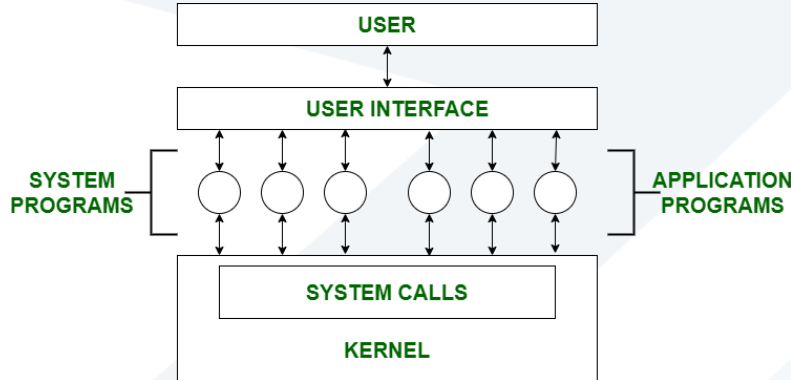 USER
USER INTERFACE
SYSTEM
PROGRAMS
APPLICATION
PROGRAMS
SYSTEM CALLS
KERNEL